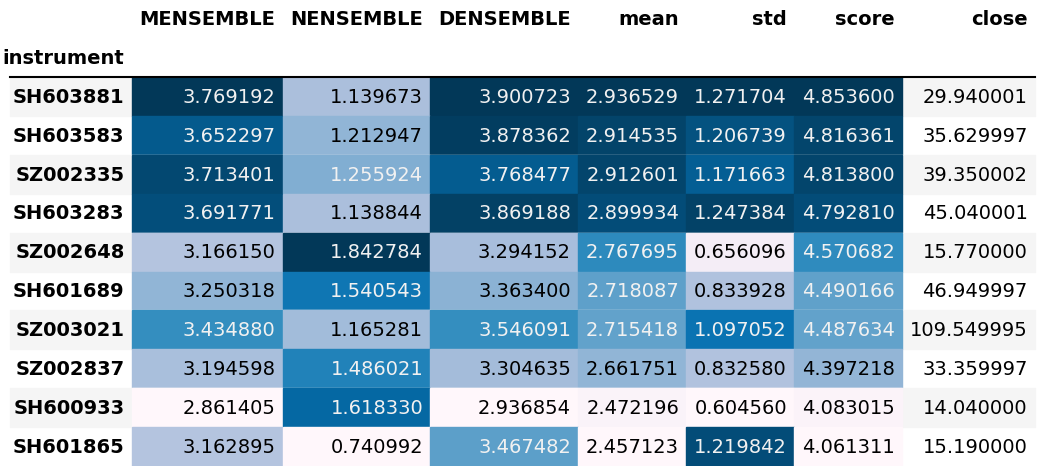 MENSEMBLE NENSEMBLE DENSEMBLE mean std score close
instrument
SH603881 3.769192 1.139673 3.900723 2.936529 1.271704 4.853600 29.940001
SH603583 3.652297 1.212947 3.878362 2.914535 1.206739 4.816361 35.629997
SZ002335 3.713401 1.255924 3.768477 2.912601 1.171663 4.813800 39.350002
SH603283 3.691771 1.138844 3.869188 2.899934 1.247384 4.792810 45.040001
SZ002648 3.166150 1.842784 3.294152 2.767695 0.656096 4.570682 15.770000
SH601689 3.250318 1.540543 3.363400 2.718087 0.833928 4.490166 46.949997
SZ003021 3.434880 1.165281 3.546091 2.715418 1.097052 4.487634 109.549995
SZ002837 3.194598 1.486021 3.304635 2.661751 0.832580 4.397218 33.359997
SH600933 2.861405 1.618330 2.936854 2.472196 0.604560 4.083015 14.040000
SH601865 3.162895 0.740992 3.467482 2.457123 1.219842 4.061311 15.190000